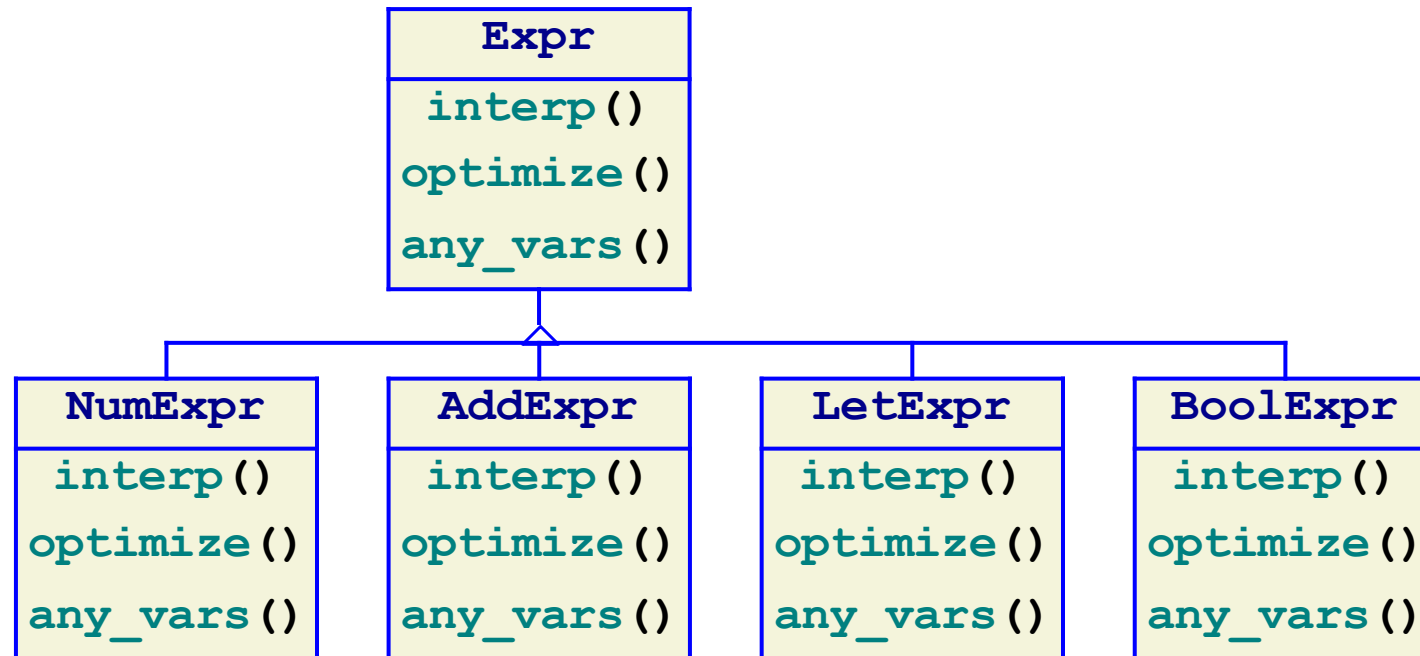 Expr
interp()
optimize()
any_vars()
NumExpr
interp()
optimize()
any_vars()
AddExpr
interp()
optimize()
any_vars()
LetExpr
interp()
optimize()
any_vars()
BoolExpr
interp()
optimize()
any_vars()